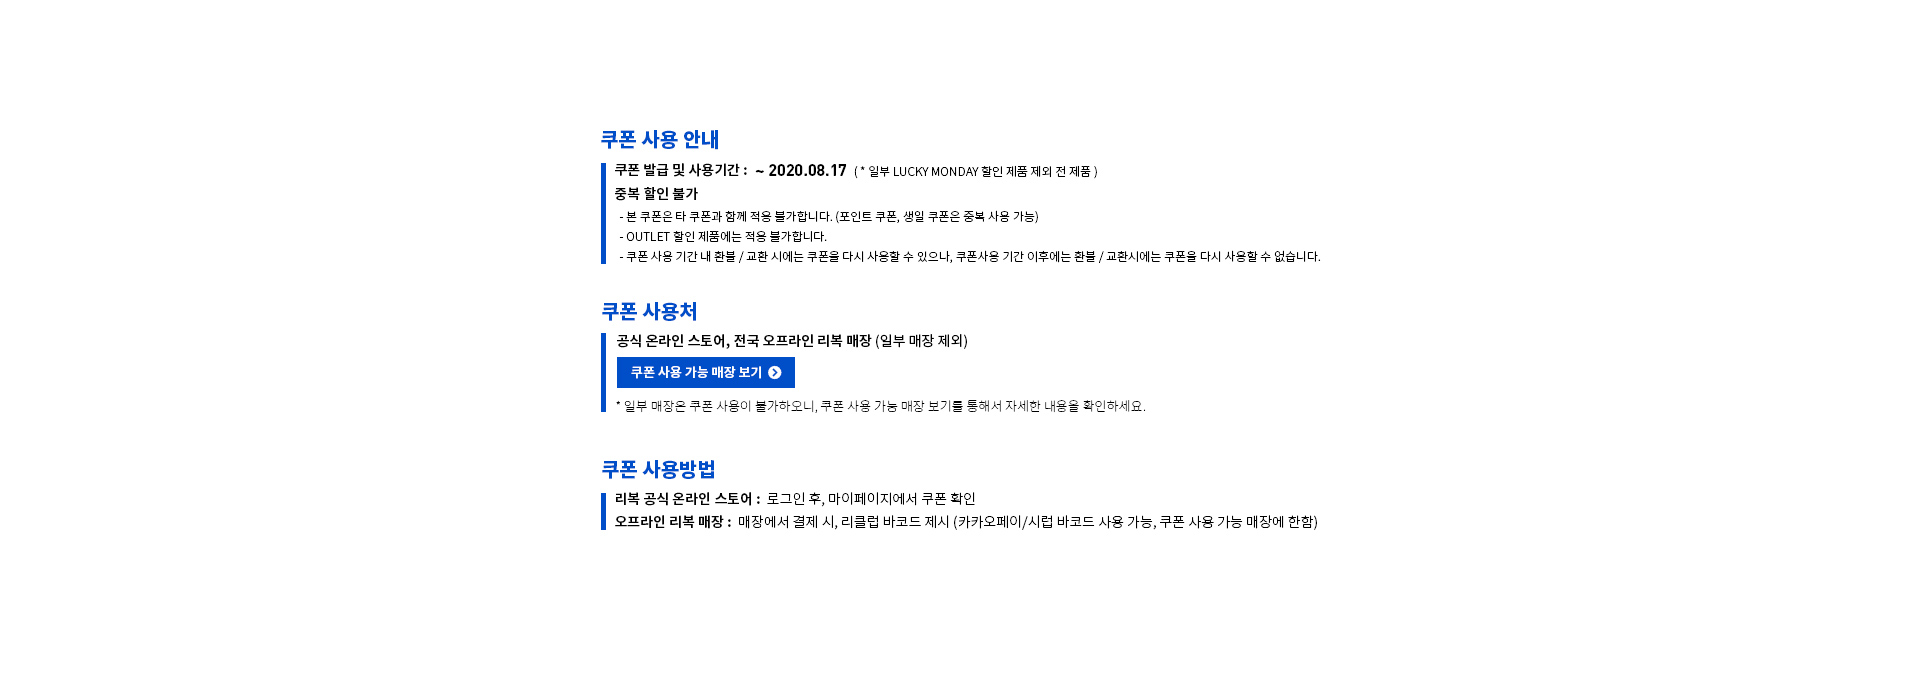 쿠폰 사용 안내
쿠폰 발급 및 사용기간 : ~ 2020.08.17 ( * 일부 LUCKY MONDAY 할인 제품 제외 전 제품 )
중복 할인 불가
- 본 쿠폰은 타 쿠폰과 함께 적용 불가합니다. (포인트 쿠폰, 생일 쿠폰은 중복 사용 가능)
- OUTLET 할인 제품에는 적용 불가합니다.
- 쿠폰 사용 기간 내 환불 / 교환 시에는 쿠폰을 다시 사용할 수 있으나, 쿠폰사용 기간 이후에는 환불 / 교환시에는 쿠폰을 다시 사용할 수 없습니다.
쿠폰 사용처
공식 온라인 스토어, 전국 오프라인 리복 매장 (일부 매장 제외)
쿠폰 사용 가능 매장 보기
* 일부 매장은 쿠폰 사용이 불가하오니, 쿠폰 사용 가능 매장 보기를 통해서 자세한 내용을 확인하세요.
쿠폰 사용방법
리복 공식 온라인 스토어 : 로그인 후, 마이페이지에서 쿠폰 확인
오프라인 리복 매장 : 매장에서 결제 시, 리클럽 바코드 제시 (카카오페이/시럽 바코드 사용 가능, 쿠폰 사용 가능 매장에 한함)